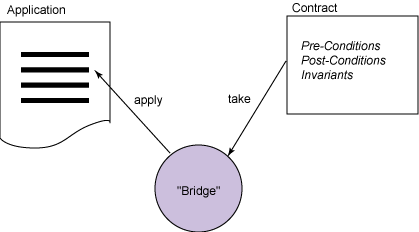 Application
Contract
Pre-Conditions
Post-Conditions
Invariants
apply
take
"Bridge"